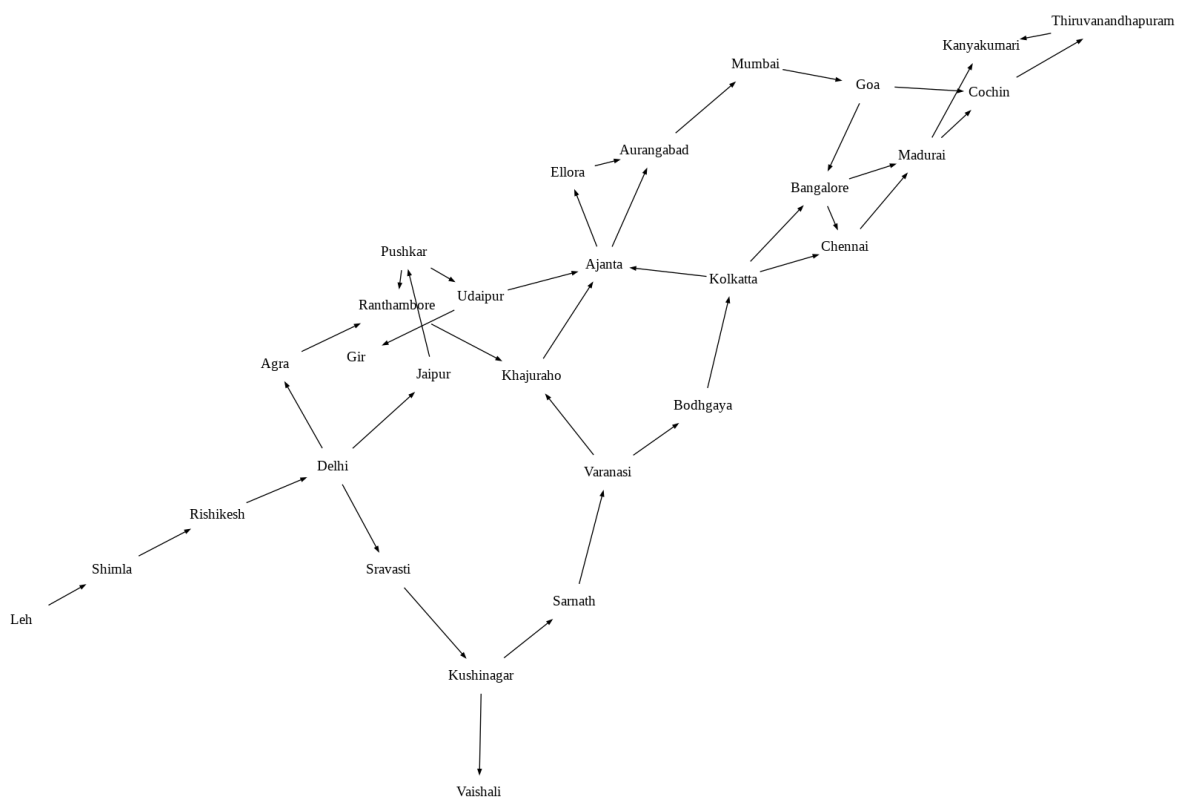 Thiruvanandhapuram
Kanyakumari
Mumbai
Goa
Cochin
Aurangabad
Madurai
Ellora
Bangalore
Chennai
Pushkar
Ajanta
Kolkatta
Udaipur
Ranthambore
Gir
Agra
Jaipur
Khajuraho
Bodhgaya
Delhi
Varanasi
Rishikesh
Shimla
Sravasti
Sarnath
Leh
Kushinagar
Vaishali